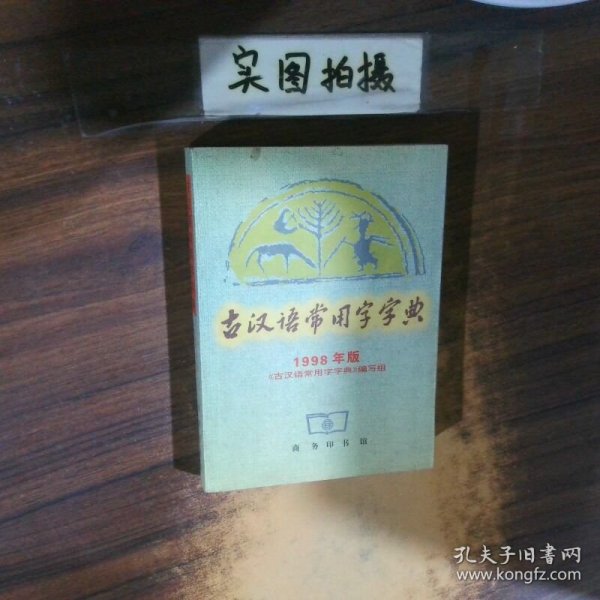 实图拍摄
古汉语常用字字典
1998年版
《古汉语常用字字典》编写组
商务印书馆
孔夫子旧书网
www.kongfz.com